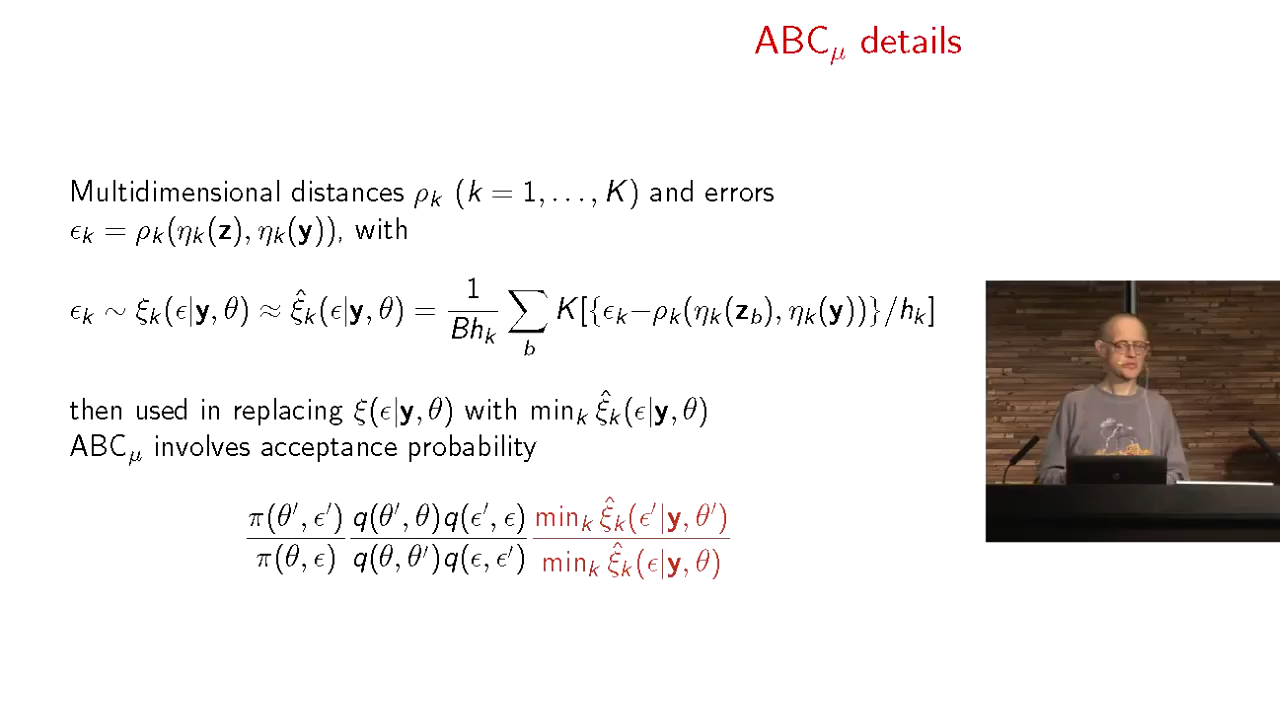 ABC_μ details
Multidimensional distances ρ_k (k = 1, . . . , K) and errors
ϵ_k = ρ_k(η_k(𝐳), η_k(𝐲)), with
ϵ_k ∼ ξ_k(ϵ|𝐲, θ) ≈ ξ̂_k(ϵ|𝐲, θ) = 1/(Bh_k) ∑_b K[{ϵ_k−ρ_k(η_k(𝐳_b), η_k(𝐲))}/h_k]
then used in replacing ξ(ϵ|𝐲, θ) with min_k ξ̂_k(ϵ|𝐲, θ)
ABC_μ involves acceptance probability
π(θ′, ϵ′) q(θ′, θ)q(ϵ′, ϵ) min_k ξ̂_k(ϵ′|𝐲, θ′)
π(θ, ϵ) q(θ, θ′)q(ϵ, ϵ′) min_k ξ̂_k(ϵ|𝐲, θ)